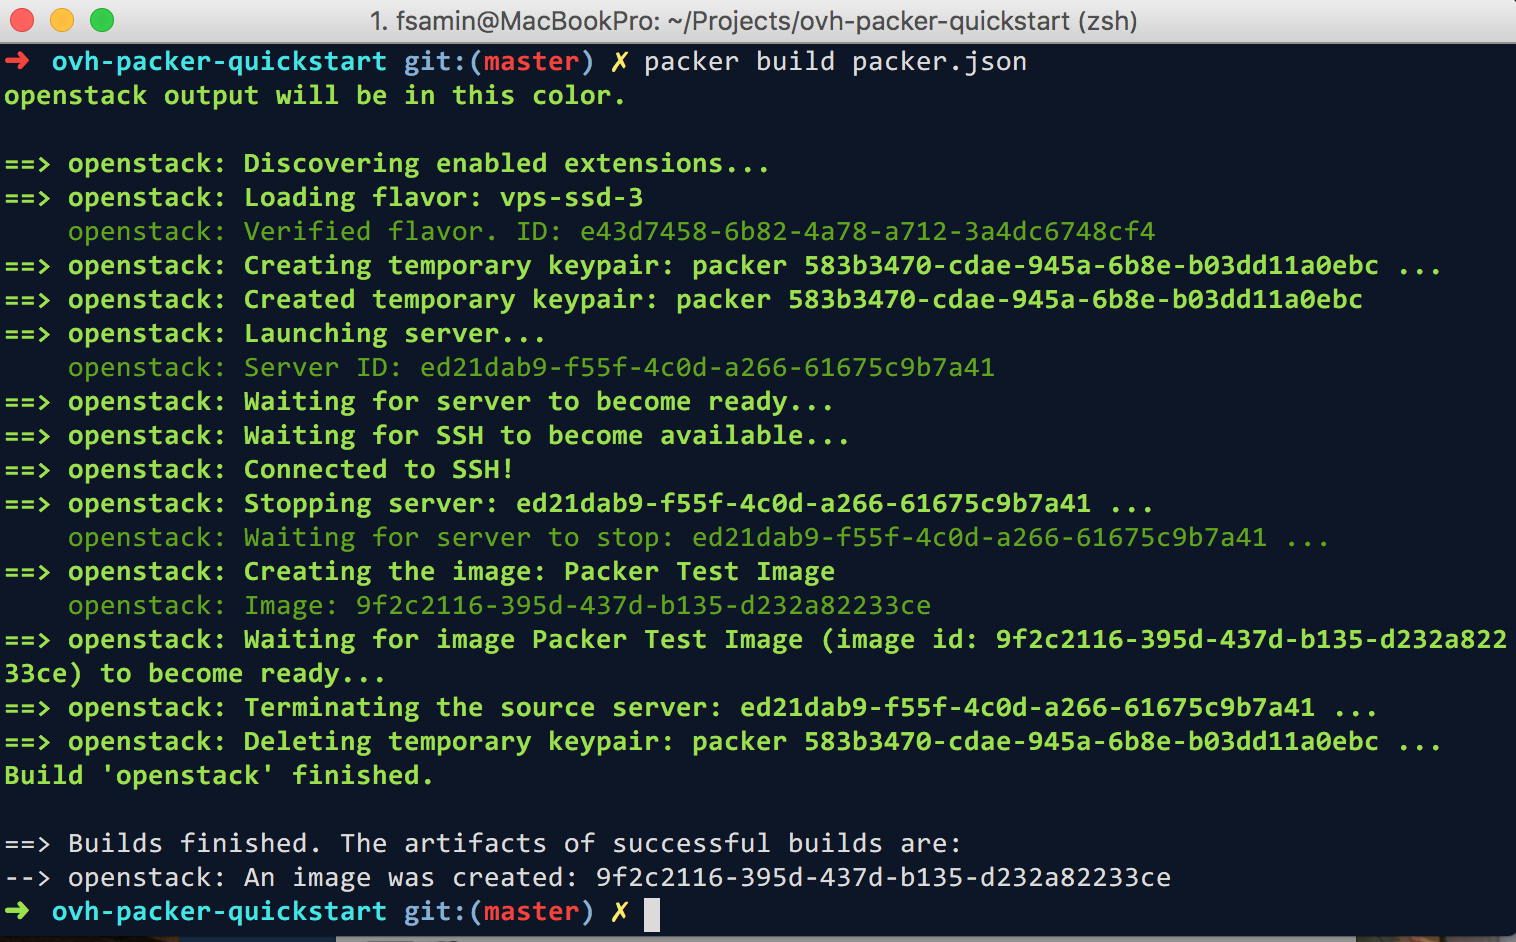 1. fsamin@MacBookPro: ~/Projects/ovh-packer-quickstart (zsh)
➜ ovh-packer-quickstart git:(master) ✗ packer build packer.json
openstack output will be in this color.
==> openstack: Discovering enabled extensions...
==> openstack: Loading flavor: vps-ssd-3
openstack: Verified flavor. ID: e43d7458-6b82-4a78-a712-3a4dc6748cf4
==> openstack: Creating temporary keypair: packer 583b3470-cdae-945a-6b8e-b03dd11a0ebc ...
==> openstack: Created temporary keypair: packer 583b3470-cdae-945a-6b8e-b03dd11a0ebc
==> openstack: Launching server...
openstack: Server ID: ed21dab9-f55f-4c0d-a266-61675c9b7a41
==> openstack: Waiting for server to become ready...
==> openstack: Waiting for SSH to become available...
==> openstack: Connected to SSH!
==> openstack: Stopping server: ed21dab9-f55f-4c0d-a266-61675c9b7a41 ...
openstack: Waiting for server to stop: ed21dab9-f55f-4c0d-a266-61675c9b7a41 ...
==> openstack: Creating the image: Packer Test Image
openstack: Image: 9f2c2116-395d-437d-b135-d232a82233ce
==> openstack: Waiting for image Packer Test Image (image id: 9f2c2116-395d-437d-b135-d232a822
33ce) to become ready...
==> openstack: Terminating the source server: ed21dab9-f55f-4c0d-a266-61675c9b7a41 ...
==> openstack: Deleting temporary keypair: packer 583b3470-cdae-945a-6b8e-b03dd11a0ebc ...
Build 'openstack' finished.
==> Builds finished. The artifacts of successful builds are:
--> openstack: An image was created: 9f2c2116-395d-437d-b135-d232a82233ce
➜ ovh-packer-quickstart git:(master) ✗